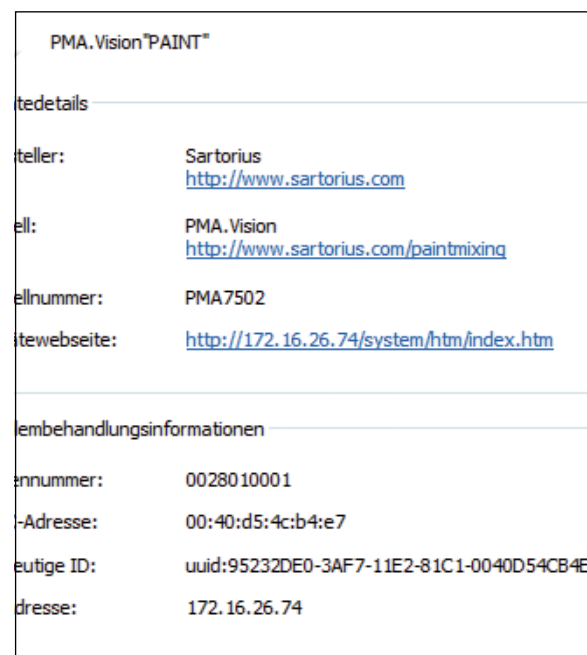 PMA.Vision"PAINT"
tedetails
teller: Sartorius
http://www.sartorius.com
ell: PMA.Vision
http://www.sartorius.com/paintmixing
ellnummer: PMA7502
itewebseite: http://172.16.26.74/system/htm/index.htm
lembehandlungsinformationen
ennummer: 0028010001
-Adresse: 00:40:d5:4c:b4:e7
eutige ID: uuid:95232DE0-3AF7-11E2-81C1-0040D54CB4E
dresse: 172.16.26.74